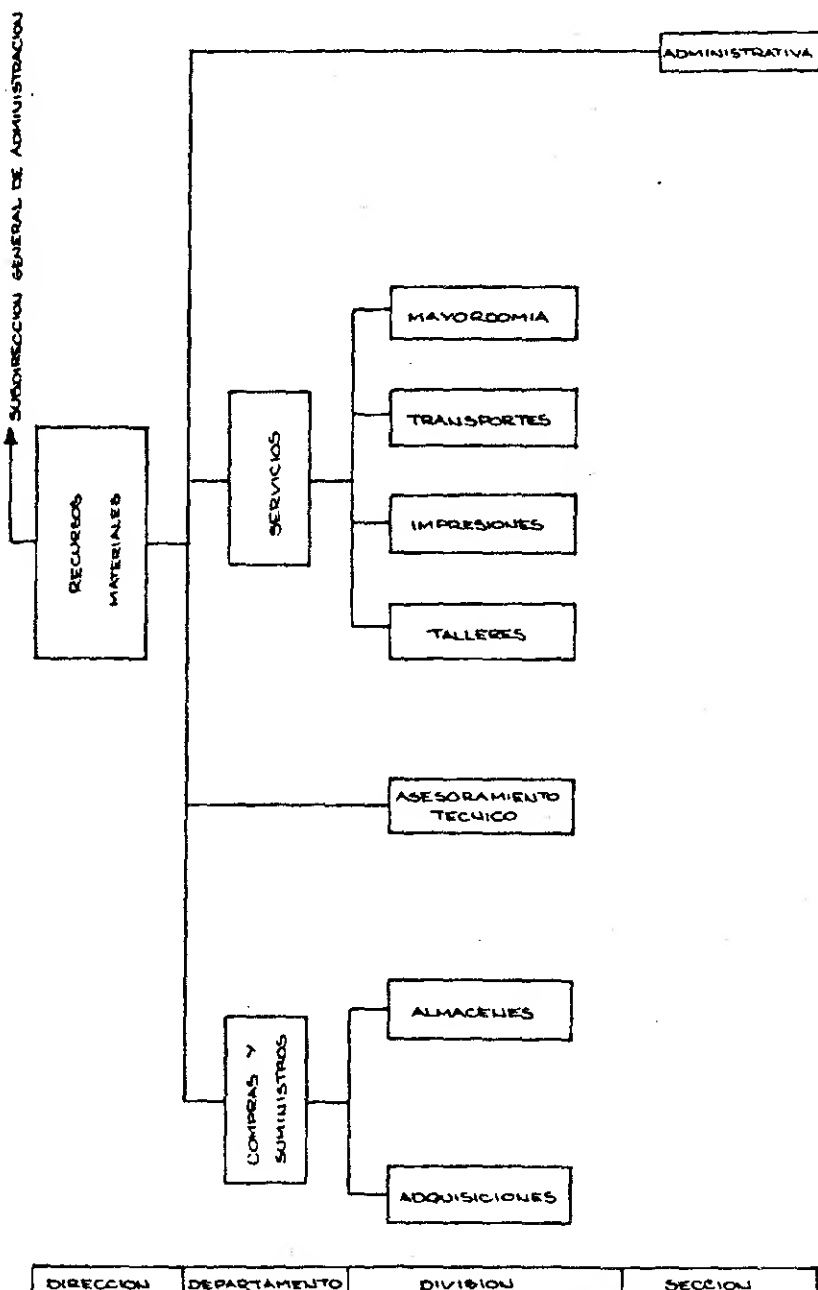 SUBDIRECCION GENERAL DE ADMINISTRACION
RECURSOS
MATERIALES
ADMINISTRATIVA
SERVICIOS
MAYORDOMIA
TRANSPORTES
IMPRESIONES
TALLERES
ASESORAMIENTO
TECNICO
COMPRAS Y
SUMINISTROS
ALMACENES
ADQUISICIONES
DIRECCION
DEPARTAMENTO
DIVISION
SECCION